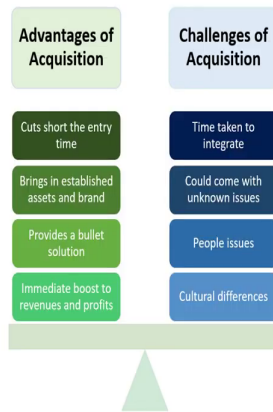 Advantages of
Acquisition
Cuts short the entry
time
Brings in established
assets and brand
Provides a bullet
solution
Immediate boost to
revenues and profits
Challenges of
Acquisition
Time taken to
integrate
Could come with
unknown issues
People issues
Cultural differences